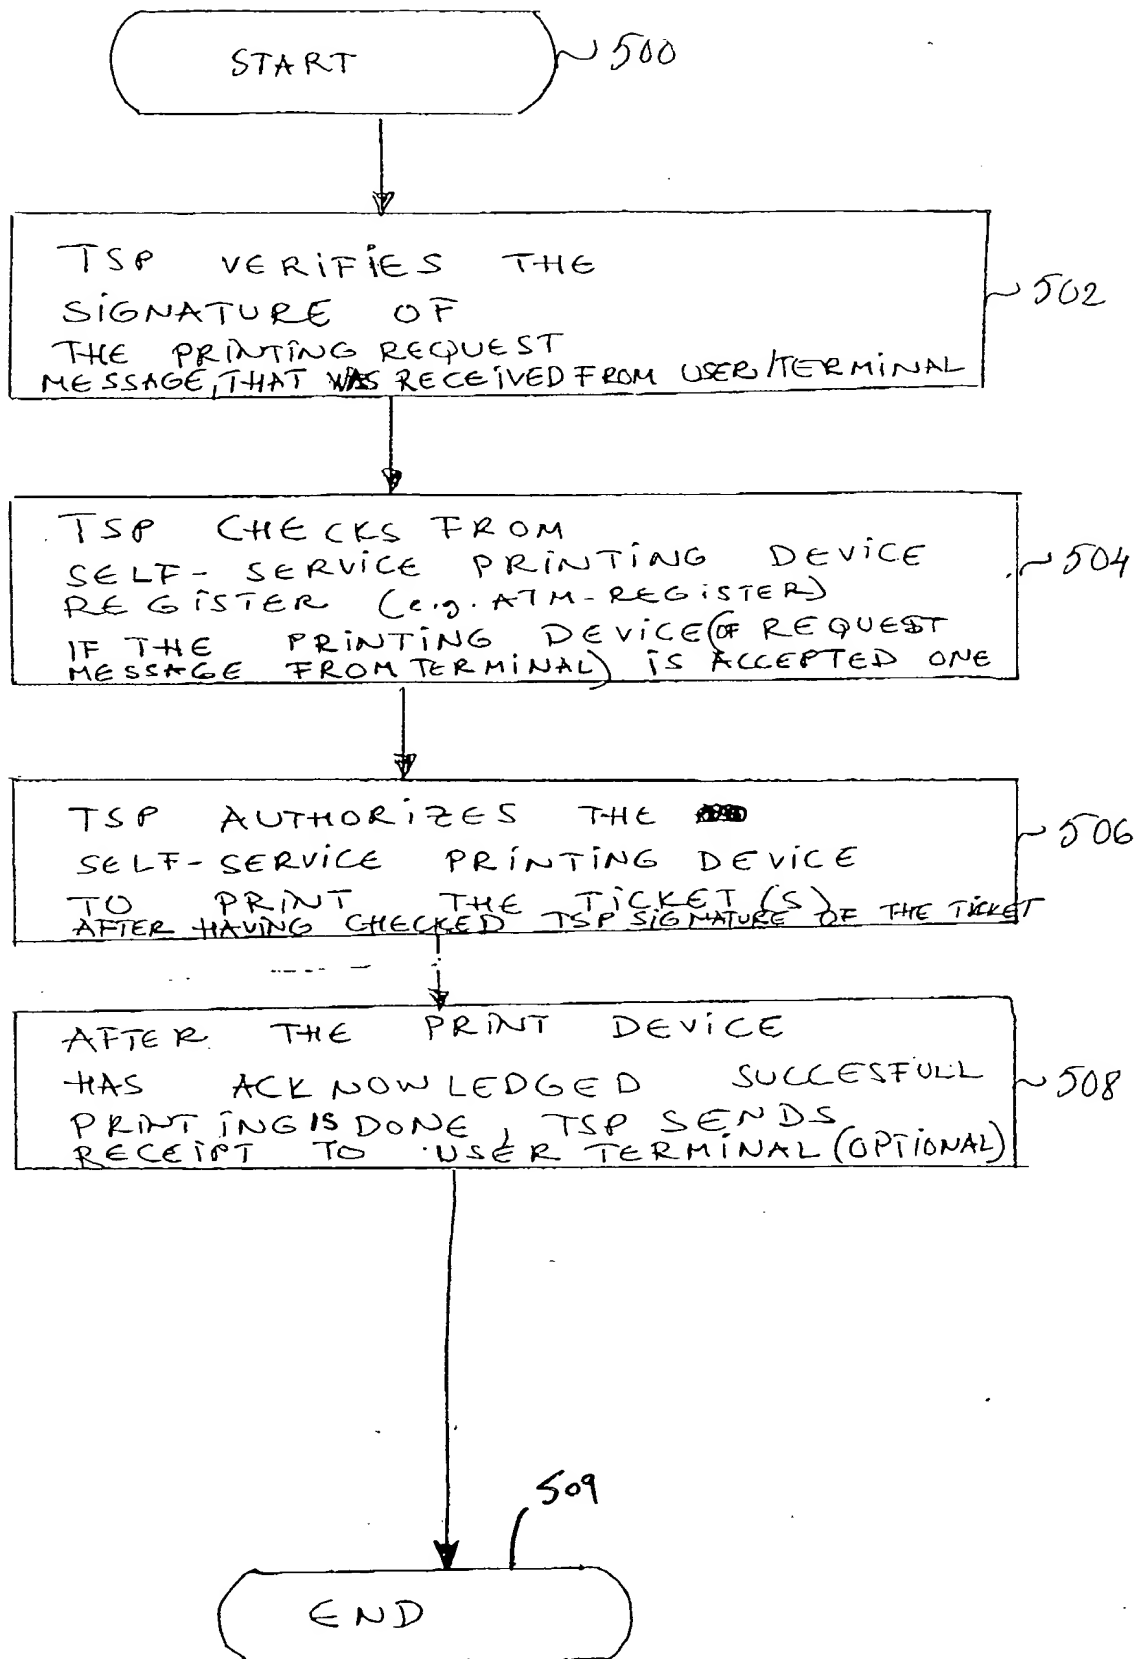 START 500
TSP VERIFIES THE
SIGNATURE OF
THE PRINTING REQUEST
MESSAGE, THAT WAS RECEIVED FROM USER/TERMINAL
502
TSP CHECKS FROM
SELF-SERVICE PRINTING DEVICE
REGISTER (e.g. ATM-REGISTER)
IF THE PRINTING DEVICE (OF REQUEST
MESSAGE FROM TERMINAL) IS ACCEPTED ONE
504
TSP AUTHORIZES THE
SELF-SERVICE PRINTING DEVICE
TO PRINT THE TICKET(S)
AFTER HAVING CHECKED TSP SIGNATURE OF THE TICKET
506
AFTER THE PRINT DEVICE
HAS ACKNOWLEDGED SUCCESFULL
PRINTING IS DONE, TSP SENDS
RECEIPT TO USER TERMINAL (OPTIONAL)
508
509
END